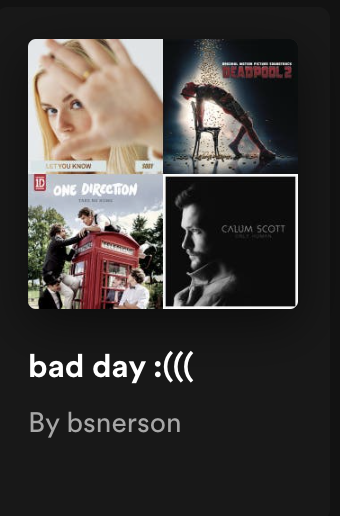 ORIGINAL MOTION PICTURE SOUNDTRACK
DEADPOOL 2
LET YOU KNOW
1D
ONE DIRECTION
TAKE ME HOME
CALUM SCOTT
ONLY HUMAN
bad day :(((
By bsnerson